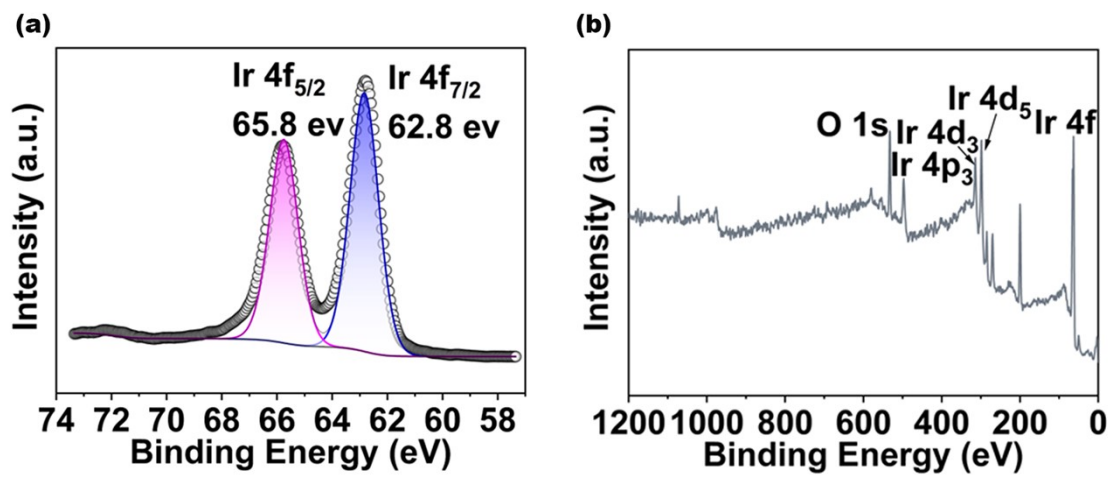 (a)
Ir 4f5/2
65.8 ev
Ir 4f7/2
62.8 ev
Intensity (a.u.)
74 72 70 68 66 64 62 60 58
Binding Energy (eV)
(b)
O 1s
Ir 4d3
Ir 4p3
Ir 4d5
Ir 4f
Intensity (a.u.)
1200 1000 800 600 400 200 0
Binding Energy (eV)